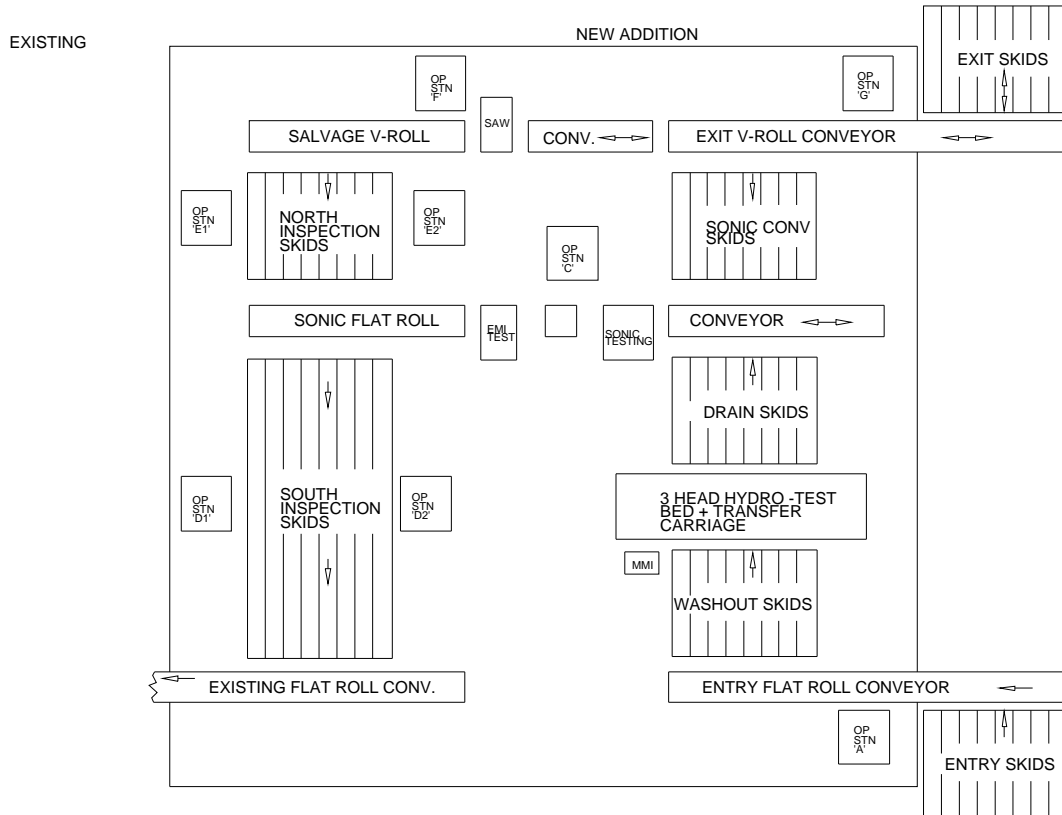 EXISTING
NEW ADDITION
EXIT SKIDS
OP
STN
'F'
OP
STN
'G'
SAW
SALVAGE V-ROLL
CONV.
EXIT V-ROLL CONVEYOR
OP
STN
'E1'
NORTH
INSPECTION
SKIDS
OP
STN
'E2'
OP
STN
'C'
SONIC CONV
SKIDS
SONIC FLAT ROLL
EMI
TEST
SONIC
TESTING
CONVEYOR
DRAIN SKIDS
OP
STN
'D1'
SOUTH
INSPECTION
SKIDS
OP
STN
'D2'
3 HEAD HYDRO -TEST
BED + TRANSFER
CARRIAGE
MMI
WASHOUT SKIDS
EXISTING FLAT ROLL CONV.
ENTRY FLAT ROLL CONVEYOR
OP
STN
'A'
ENTRY SKIDS